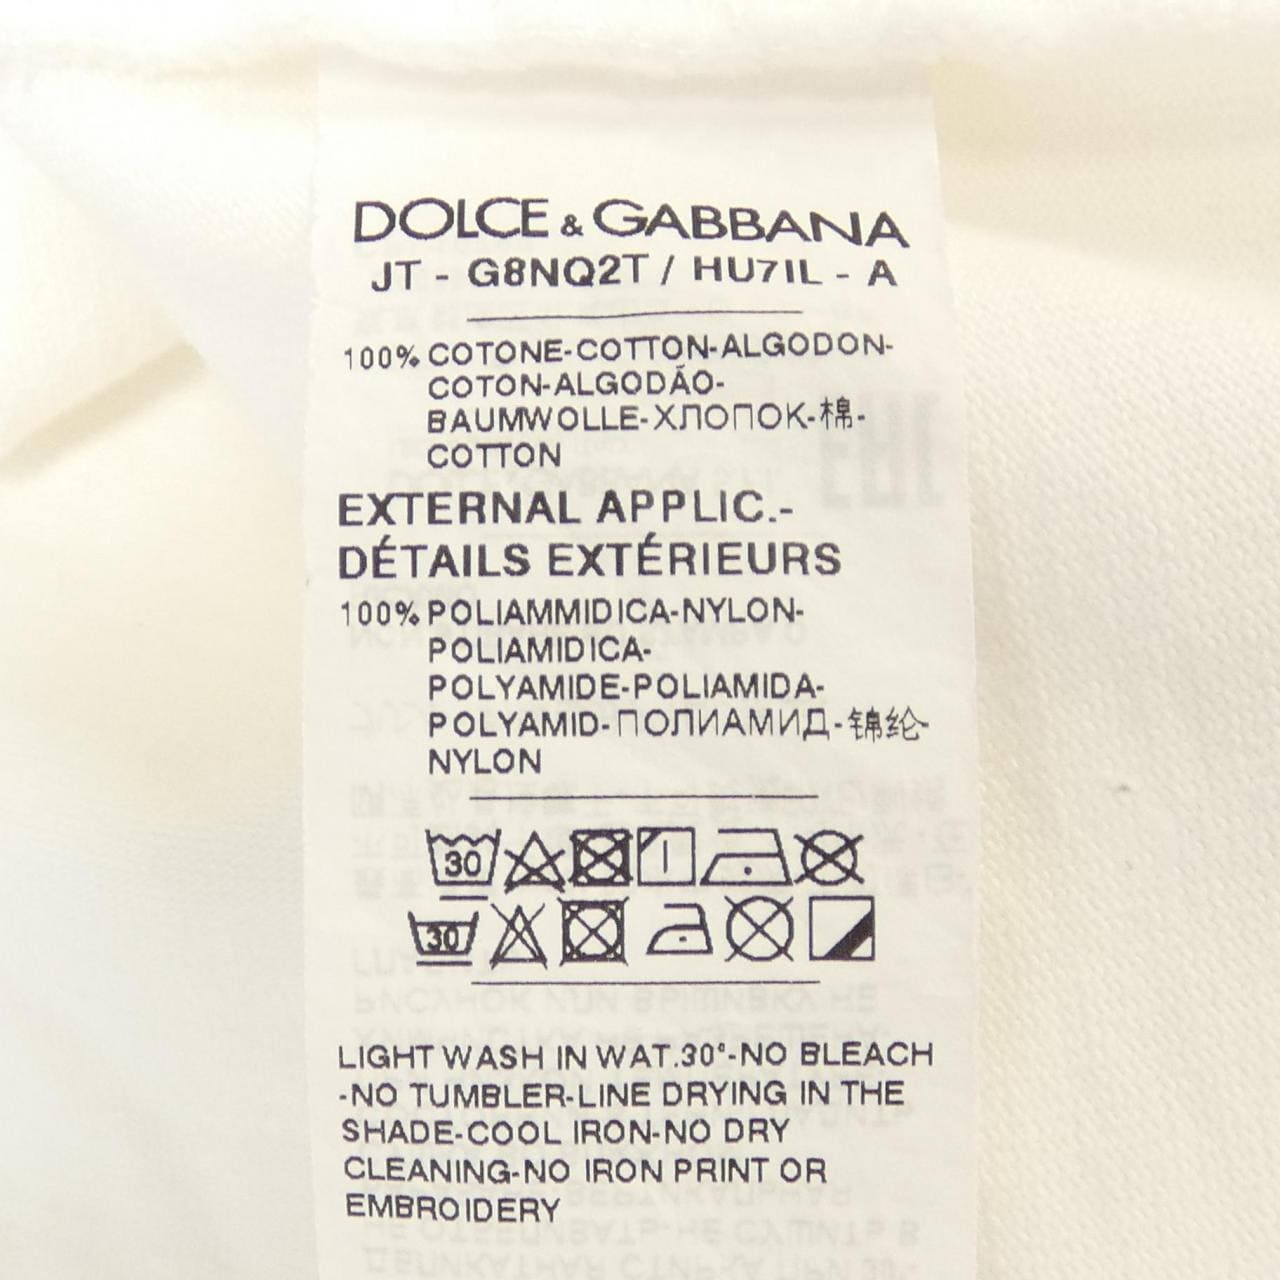 DOLCE & GABBANA
JT - G8NQ2T / HU7IL - A
100% COTONE-COTTON-ALGODON-
COTON-ALGODÃO-
BAUMWOLLE-ХЛОПОК-棉-
COTTON
EXTERNAL APPLIC.-
DÉTAILS EXTÉRIEURS
100% POLIAMMIDICA-NYLON-
POLIAMIDICA-
POLYAMIDE-POLIAMIDA-
POLYAMID-ПОЛИАМИД-锦纶-
NYLON
30
30
LIGHT WASH IN WAT.30°-NO BLEACH
-NO TUMBLER-LINE DRYING IN THE
SHADE-COOL IRON-NO DRY
CLEANING-NO IRON PRINT OR
EMBROIDERY